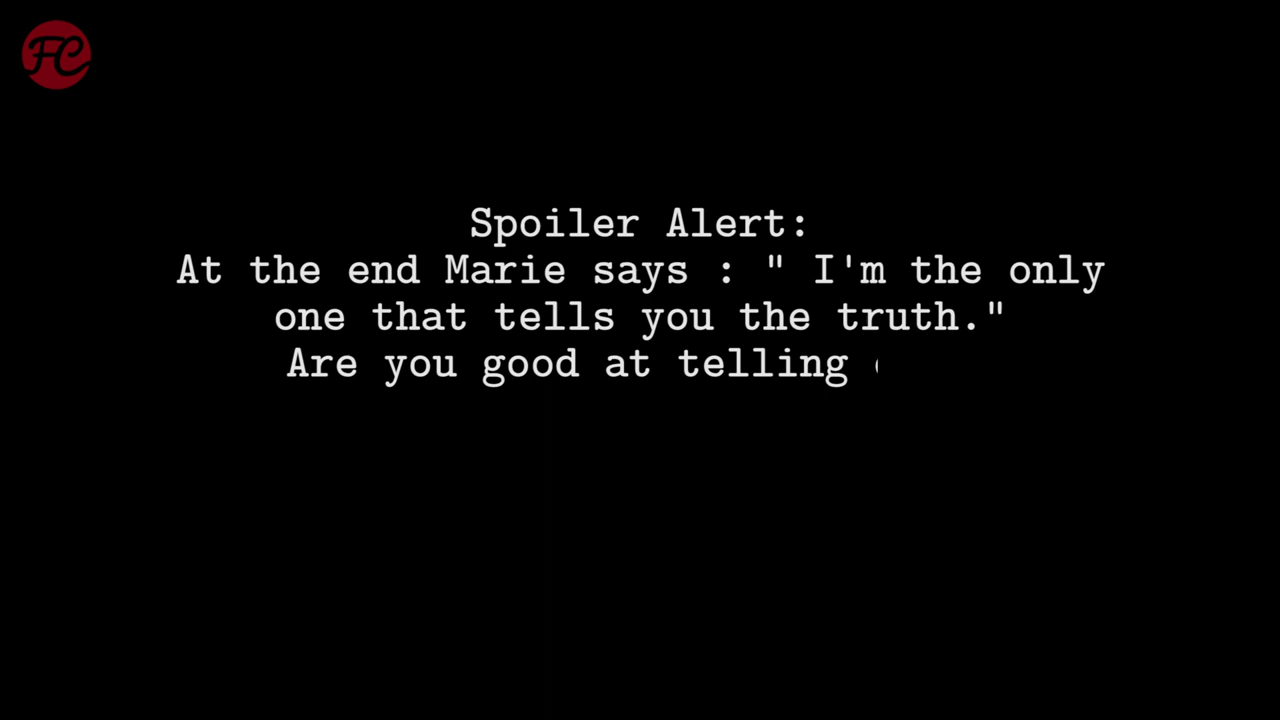 FC
Spoiler Alert:
At the end Marie says : " I'm the only
one that tells you the truth."
Are you good at telling